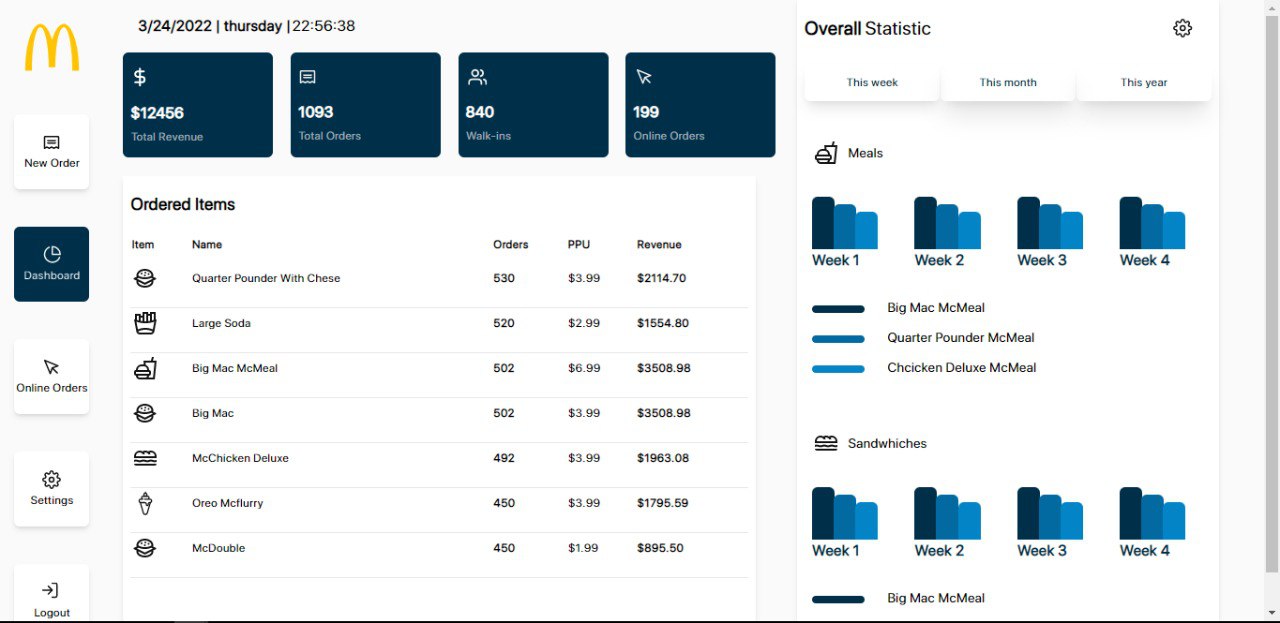 3/24/2022 | thursday | 22:56:38
New Order
Dashboard
Online Orders
Settings
Logout
$12456
Total Revenue
1093
Total Orders
840
Walk-ins
199
Online Orders
Ordered Items
Item Name Orders PPU Revenue
Quarter Pounder With Chese 530 $3.99 $2114.70
Large Soda 520 $2.99 $1554.80
Big Mac McMeal 502 $6.99 $3508.98
Big Mac 502 $3.99 $3508.98
McChicken Deluxe 492 $3.99 $1963.08
Oreo Mcflurry 450 $3.99 $1795.59
McDouble 450 $1.99 $895.50
Overall Statistic
This week This month This year
Meals
Week 1 Week 2 Week 3 Week 4
Big Mac McMeal
Quarter Pounder McMeal
Chcicken Deluxe McMeal
Sandwhiches
Week 1 Week 2 Week 3 Week 4
Big Mac McMeal